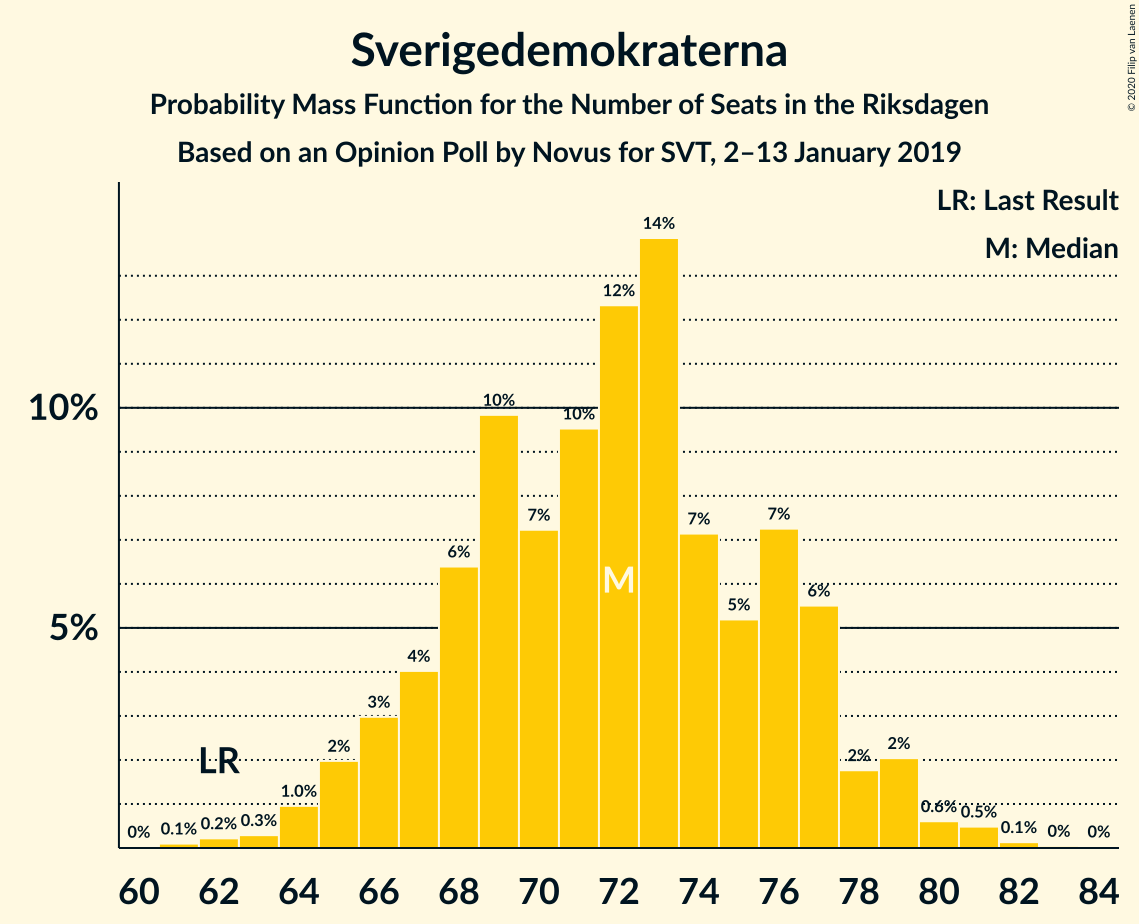 Sverigedemokraterna
Probability Mass Function for the Number of Seats in the Riksdagen
Based on an Opinion Poll by Novus for SVT, 2–13 January 2019
© 2020 Filip van Laenen
LR: Last Result
M: Median
14%
12%
10%
10%
10%
7%
7%
7%
6%
M
6%
5%
5%
4%
3%
LR
2%
2%
2%
1.0%
0.6%
0.5%
0% 0.1% 0.2% 0.3%
0.1% 0% 0%
60 62 64 66 68 70 72 74 76 78 80 82 84